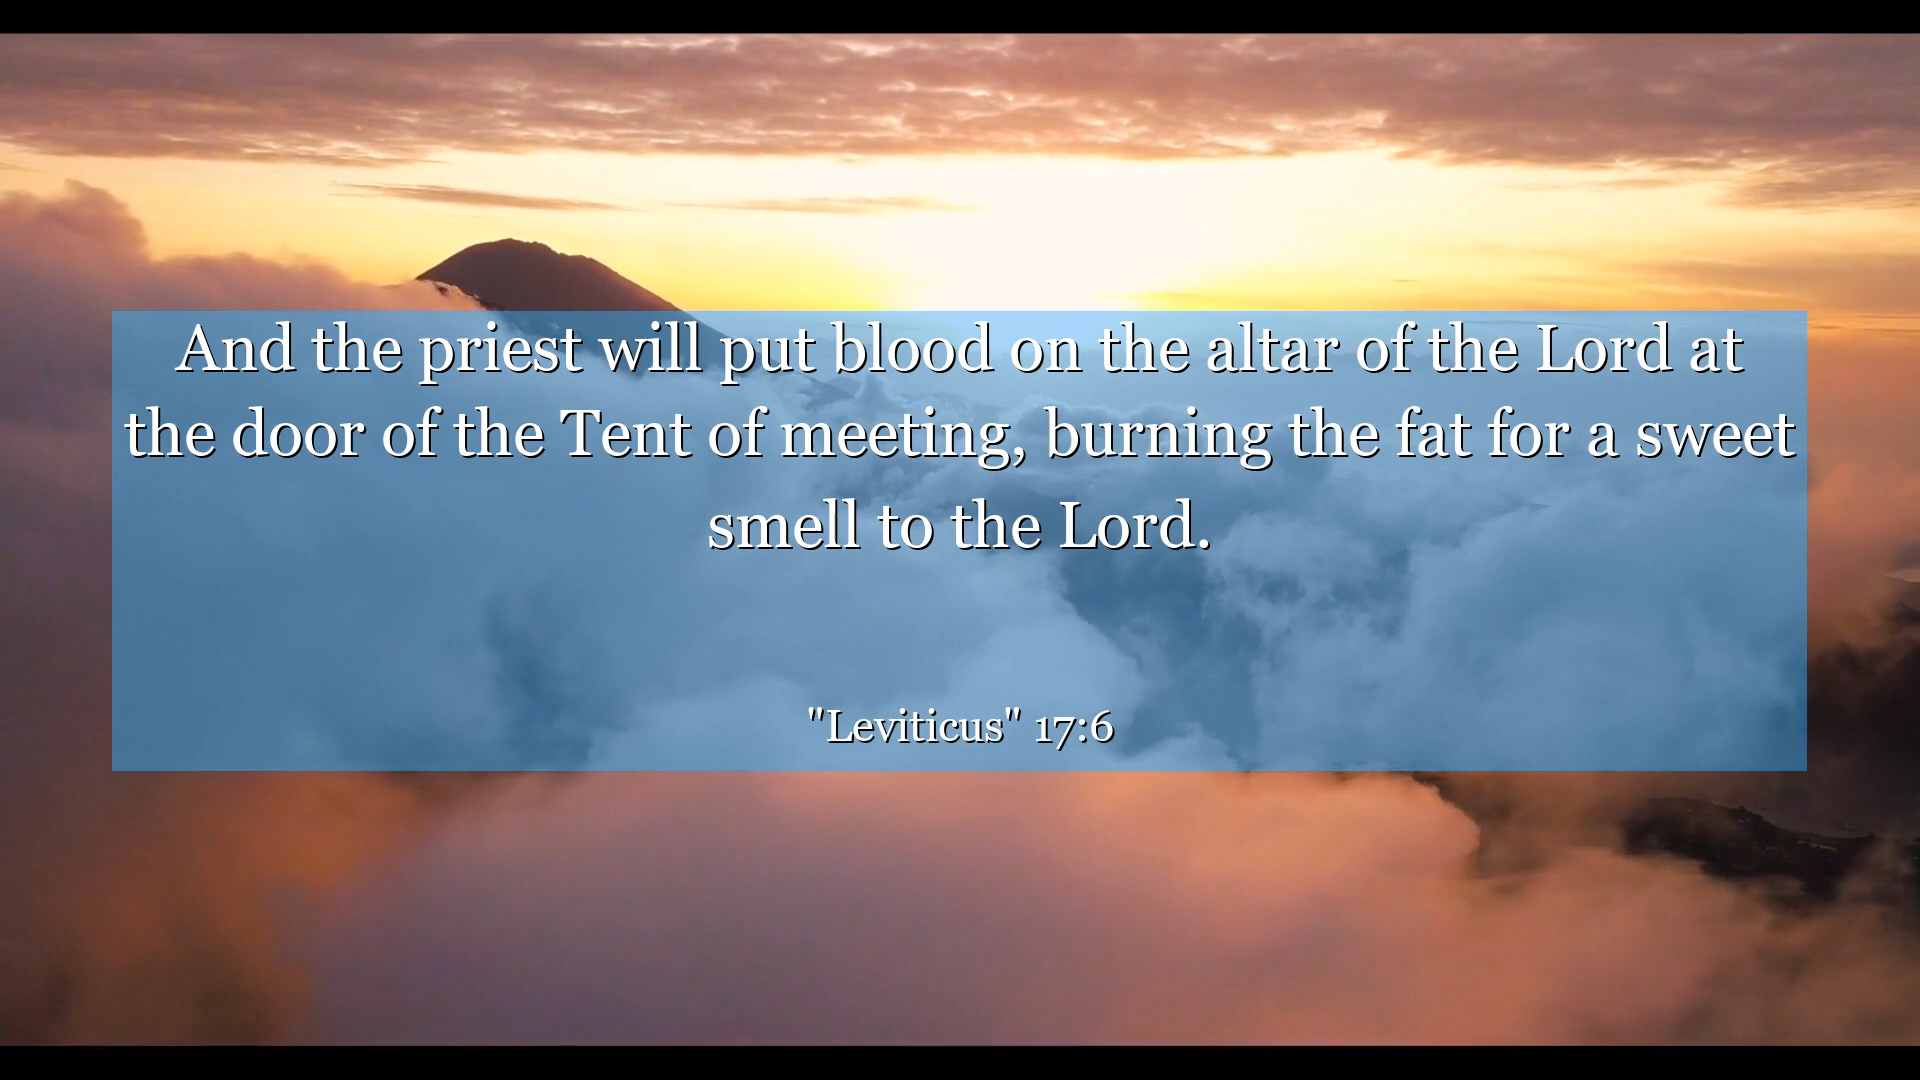 And the priest will put blood on the altar of the Lord at
the door of the Tent of meeting, burning the fat for a sweet
smell to the Lord.
"Leviticus" 17:6